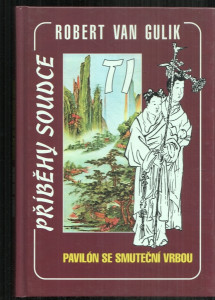 ROBERT VAN GULIK
PŘÍBĚHY SOUDCE
TI
PAVILÓN SE SMUTEČNÍ VRBOU